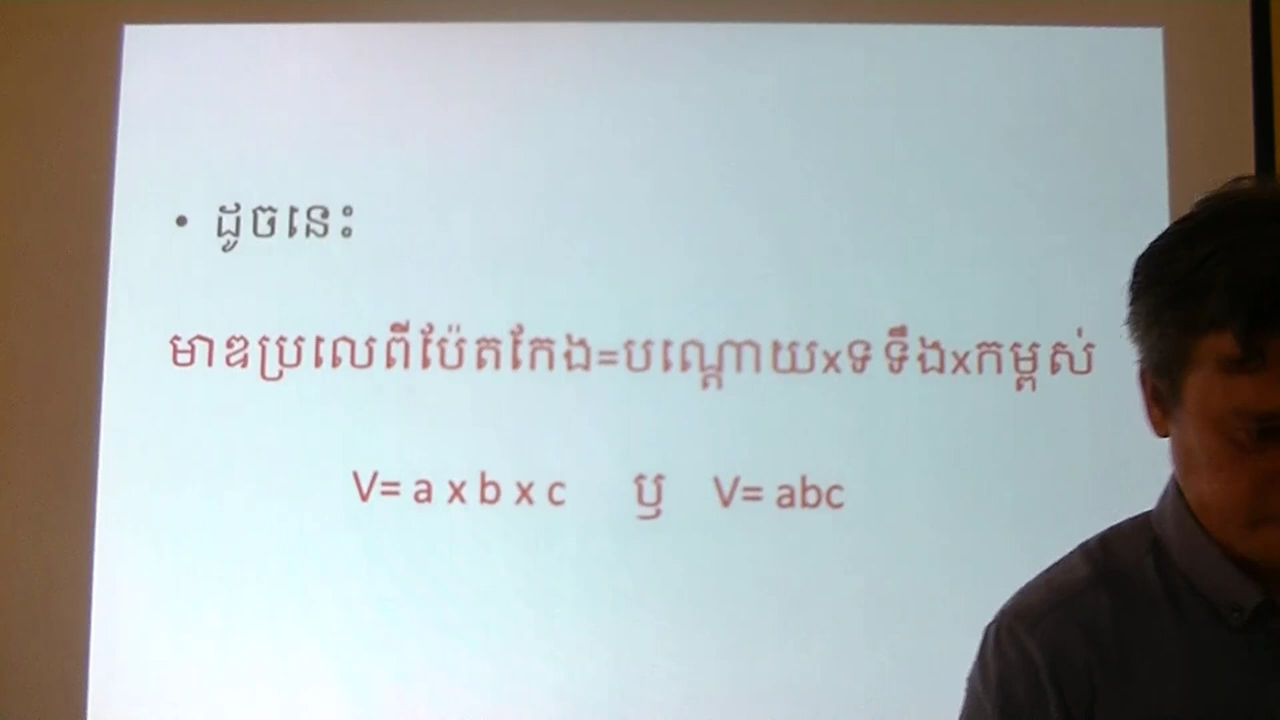 • ដូចនេះ
មាឌប្រលេពីប៉ែតកែង=បណ្ដោយxទទឹងxកម្ពស់
V= a x b x c ឬ V= abc